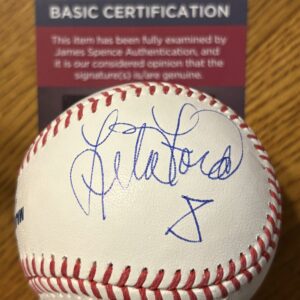 BASIC CERTIFICATION
This item has been fully examined by
James Spence Authentication, and
it is our considered opinion that the
signature(s) is/are genuine.
Lita Ford